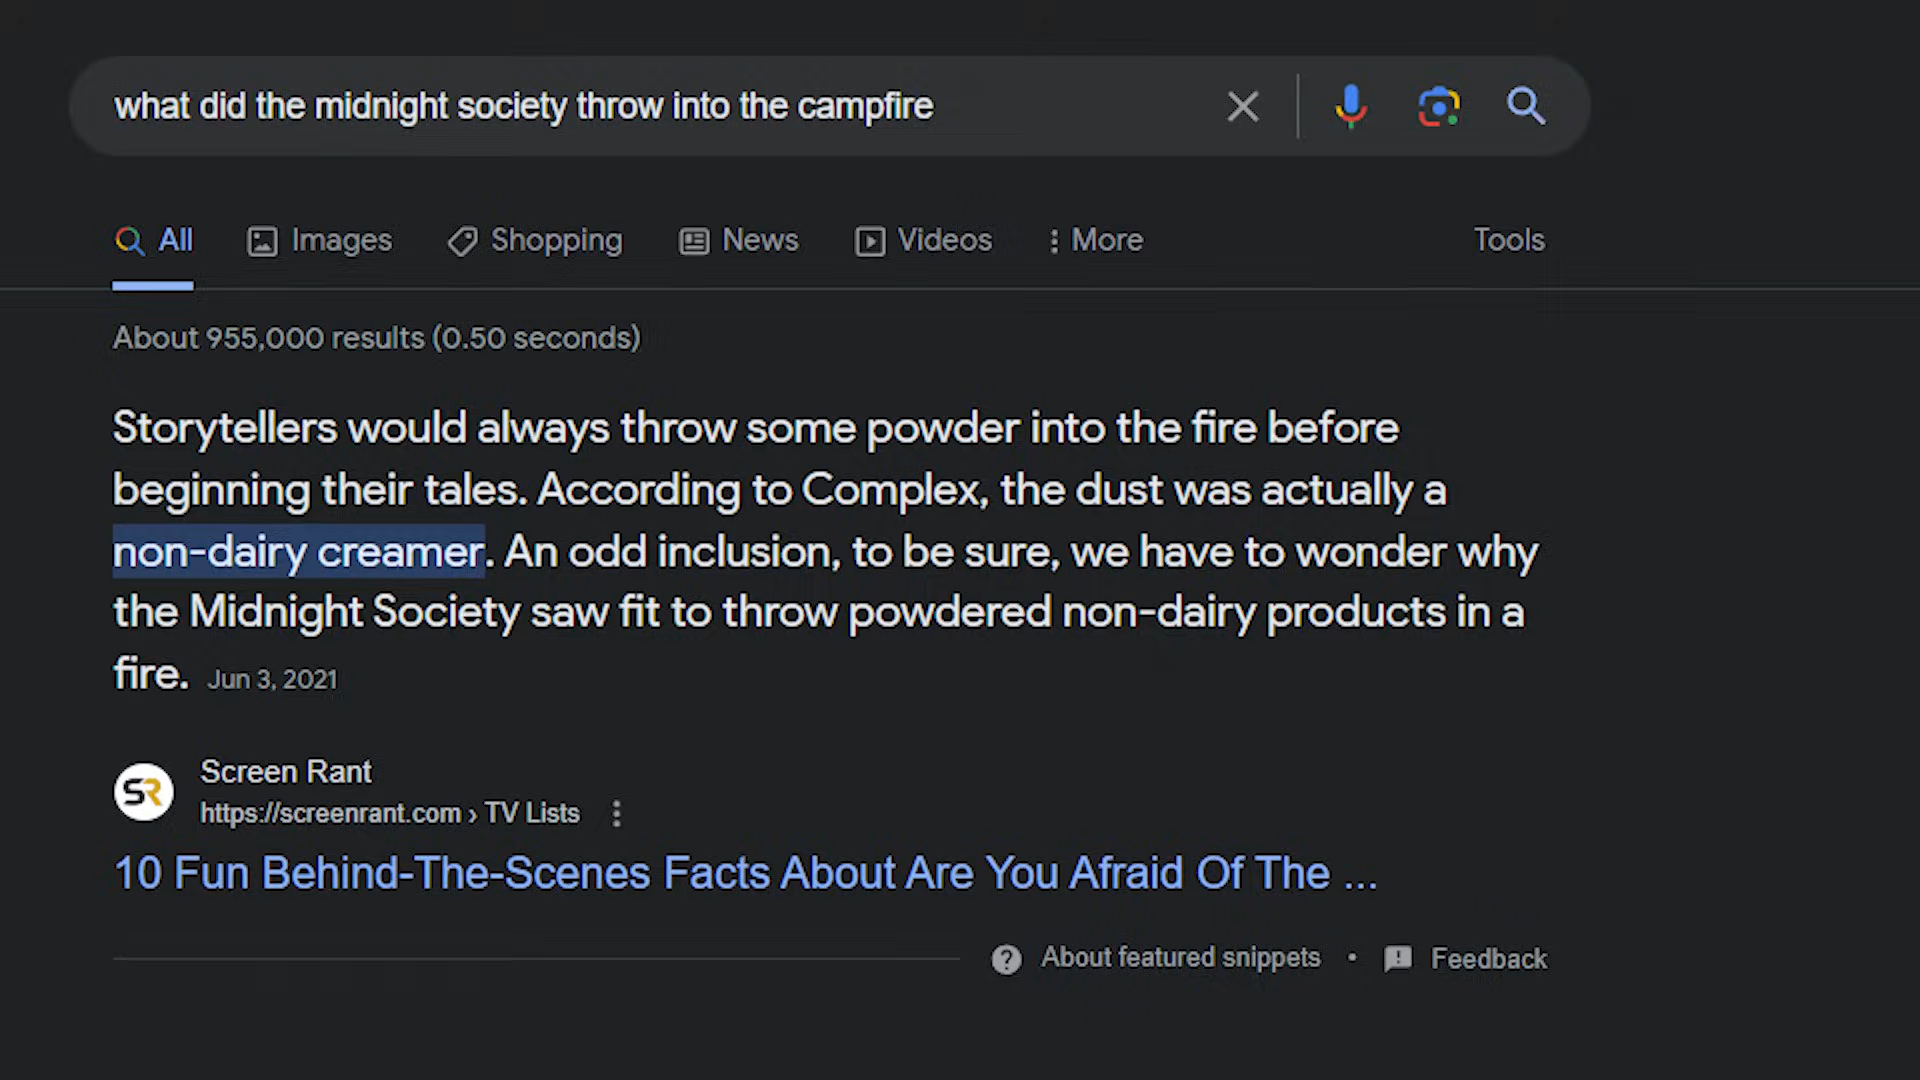 what did the midnight society throw into the campfire
All Images Shopping News Videos More Tools
About 955,000 results (0.50 seconds)
Storytellers would always throw some powder into the fire before
beginning their tales. According to Complex, the dust was actually a
non-dairy creamer. An odd inclusion, to be sure, we have to wonder why
the Midnight Society saw fit to throw powdered non-dairy products in a
fire. Jun 3, 2021
SR
Screen Rant
https://screenrant.com › TV Lists
10 Fun Behind-The-Scenes Facts About Are You Afraid Of The ...
About featured snippets • Feedback